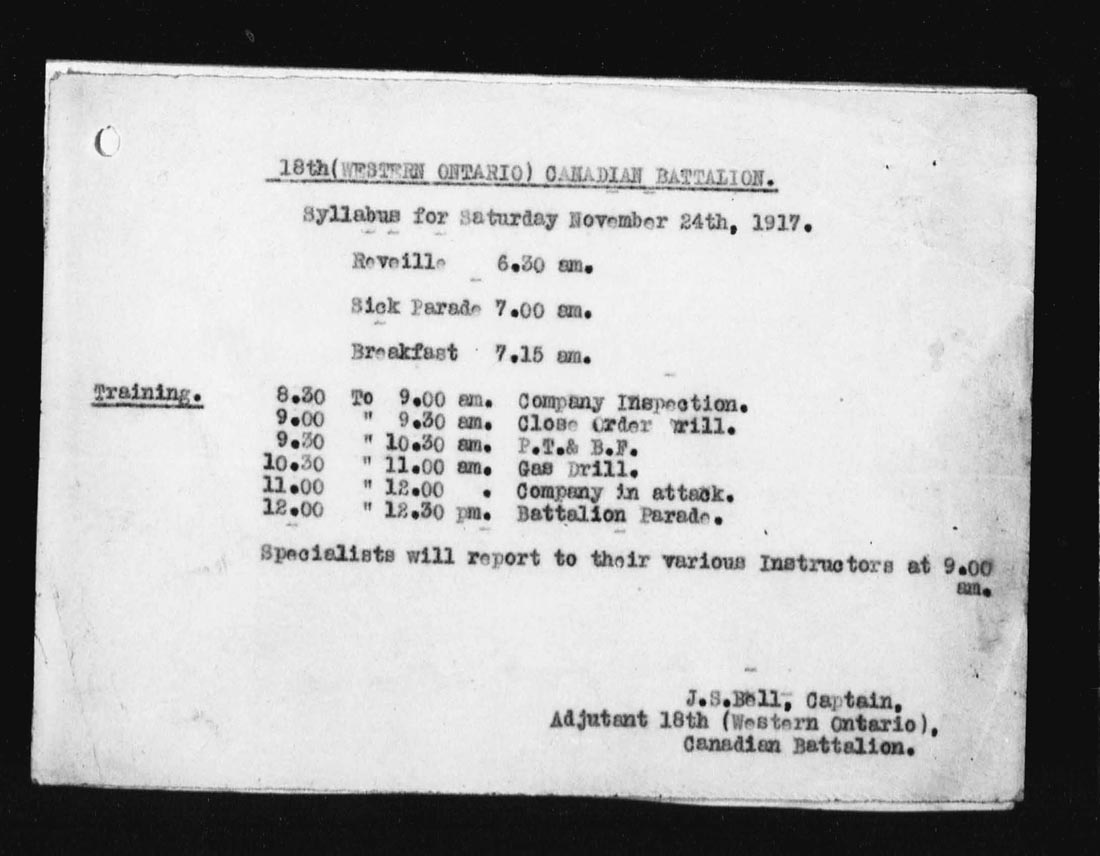 18th(WESTERN ONTARIO) CANADIAN BATTALION.
Syllabus for Saturday November 24th, 1917.
Reveille 6.30 am.
Sick Parade 7.00 am.
Breakfast 7.15 am.
Training. 8.30 To 9.00 am. Company Inspection.
9.00 " 9.30 am. Close Order Drill.
9.30 " 10.30 am. P.T.& B.F.
10.30 " 11.00 am. Gas Drill.
11.00 " 12.00 . Company in attack.
12.00 " 12.30 pm. Battalion Parade.
Specialists will report to their various Instructors at 9.00
am.
J.S.Bell, Captain,
Adjutant 18th (Western Ontario),
Canadian Battalion.